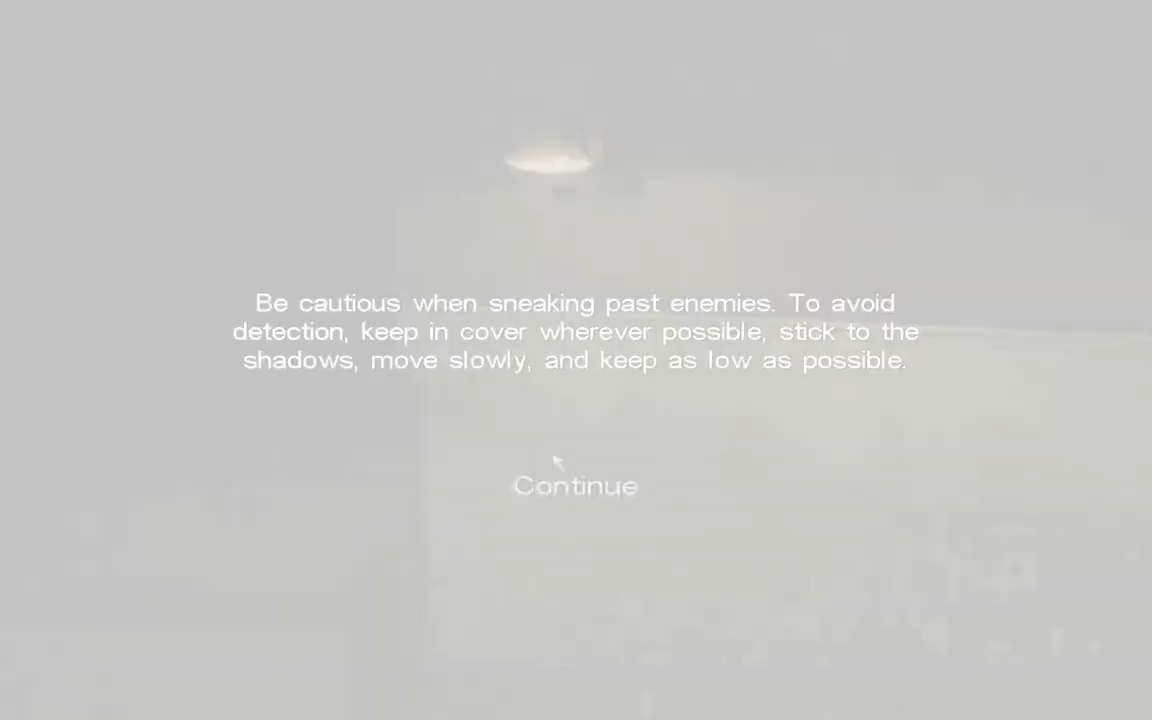 Be cautious when sneaking past enemies. To avoid
detection, keep in cover wherever possible, stick to the
shadows, move slowly, and keep as low as possible.
Continue